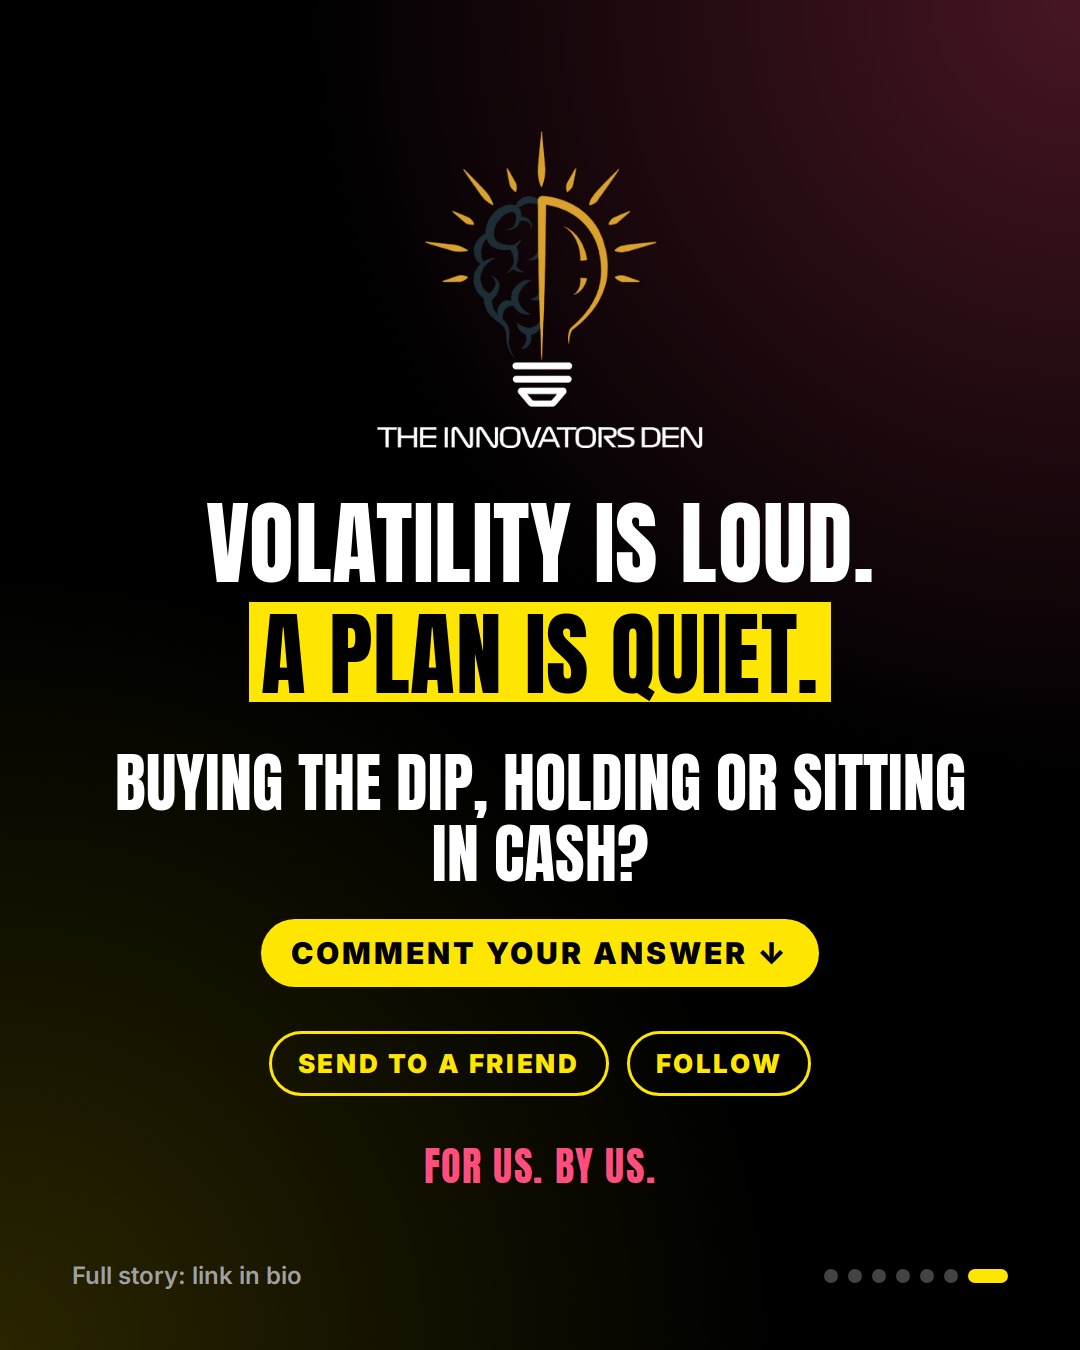 THE INNOVATORS DEN
VOLATILITY IS LOUD.
A PLAN IS QUIET.
BUYING THE DIP, HOLDING OR SITTING
IN CASH?
COMMENT YOUR ANSWER ↓
SEND TO A FRIEND
FOLLOW
FOR US. BY US.
Full story: link in bio